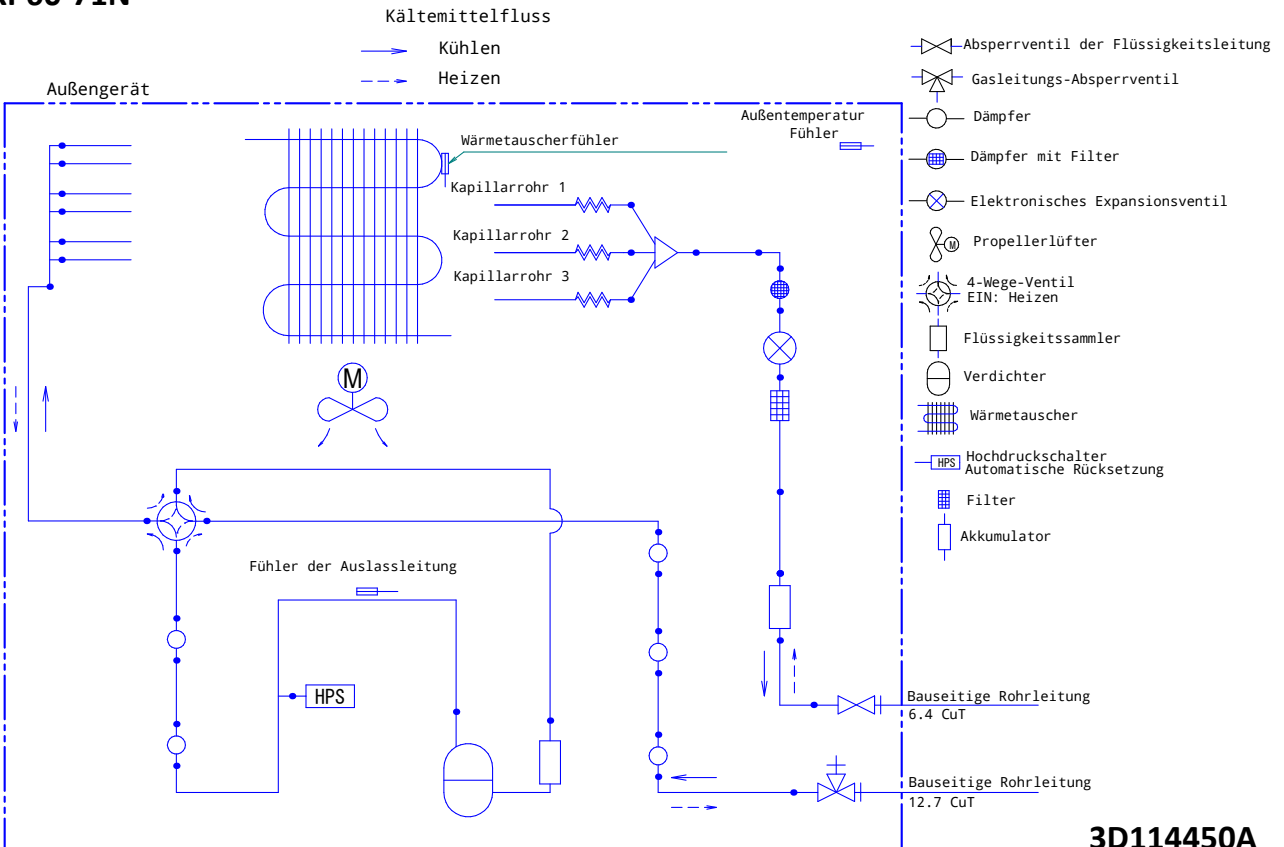 Kältemittelfluss
Kühlen
Heizen
Außengerät
Außentemperatur
Fühler
Wärmetauscherfühler
Kapillarrohr 1
Kapillarrohr 2
Kapillarrohr 3
M
Fühler der Auslassleitung
HPS
Bauseitige Rohrleitung
6.4 CuT
Bauseitige Rohrleitung
12.7 CuT
Absperrventil der Flüssigkeitsleitung
Gasleitungs-Absperrventil
Dämpfer
Dämpfer mit Filter
Elektronisches Expansionsventil
M
Propellerlüfter
4-Wege-Ventil
EIN: Heizen
Flüssigkeitssammler
Verdichter
Wärmetauscher
HPS
Hochdruckschalter
Automatische Rücksetzung
Filter
Akkumulator
3D114450A